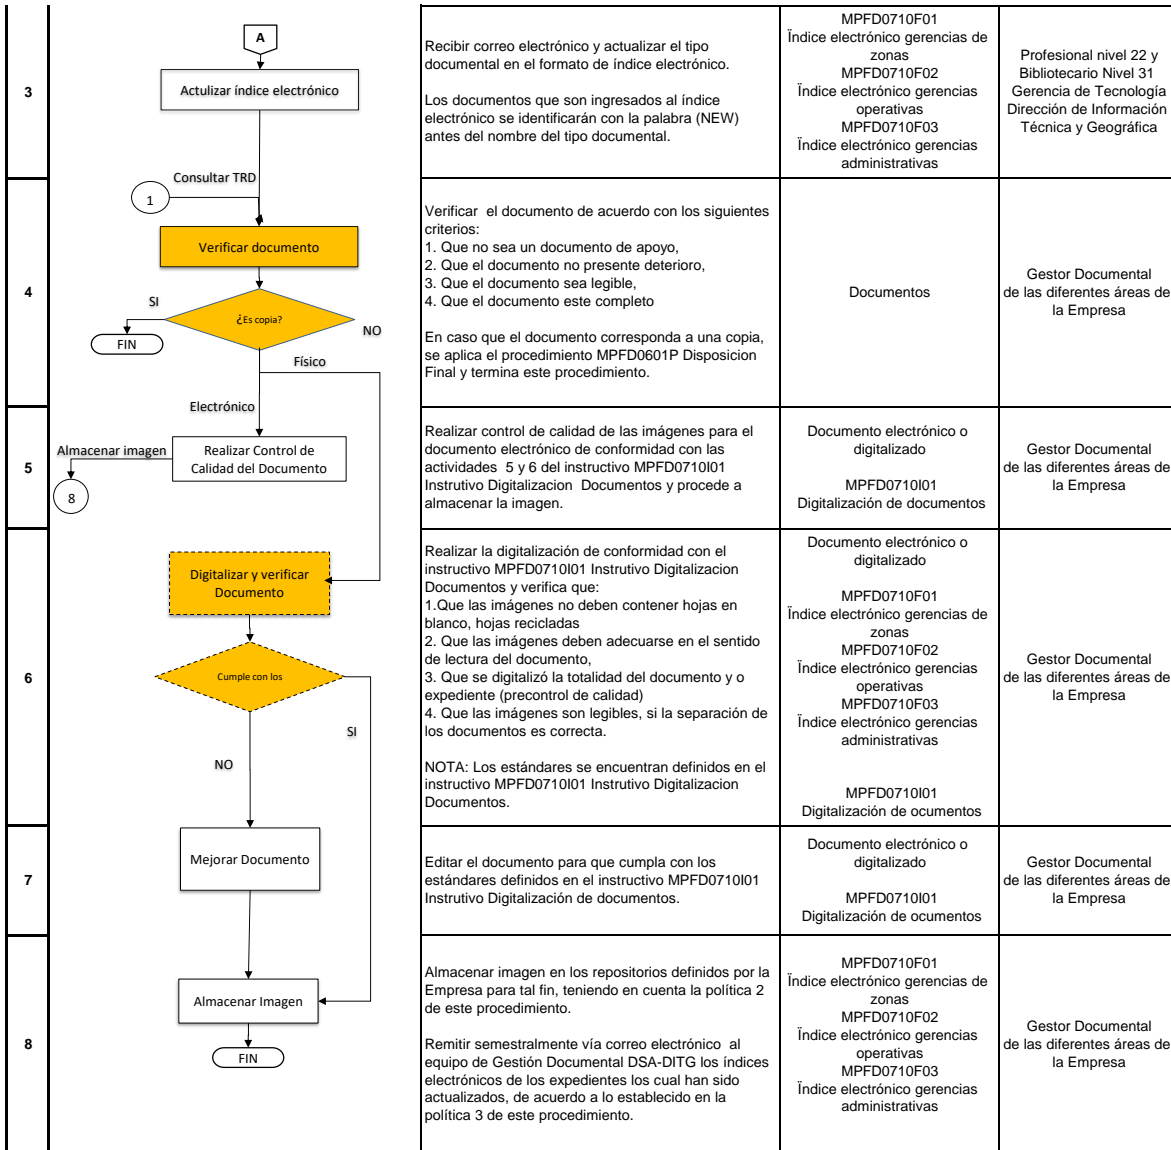 3
A
Actulizar índice electrónico
Recibir correo electrónico y actualizar el tipo
documental en el formato de índice electrónico.
Los documentos que son ingresados al índice
electrónico se identificarán con la palabra (NEW)
antes del nombre del tipo documental.
MPFD0710F01
Ïndice electrónico gerencias de
zonas
MPFD0710F02
Ïndice electrónico gerencias
operativas
MPFD0710F03
Ïndice electrónico gerencias
administrativas
Profesional nivel 22 y
Bibliotecario Nivel 31
Gerencia de Tecnología
Dirección de Información
Técnica y Geográfica
4
Consultar TRD
1
Verificar documento
SI
¿Es copia?
NO
FIN
Físico
Electrónico
Verificar  el documento de acuerdo con los siguientes
criterios:
1. Que no sea un documento de apoyo,
2. Que el documento no presente deterioro,
3. Que el documento sea legible,
4. Que el documento este completo
En caso que el documento corresponda a una copia,
se aplica el procedimiento MPFD0601P Disposicion
Final y termina este procedimiento.
Documentos
Gestor Documental
de las diferentes áreas de
la Empresa
5
Almacenar imagen
Realizar Control de
Calidad del Documento
8
Realizar control de calidad de las imágenes para el
documento electrónico de conformidad con las
actividades  5 y 6 del instructivo MPFD0710I01
Instrutivo Digitalizacion  Documentos y procede a
almacenar la imagen.
Documento electrónico o
digitalizado
MPFD0710I01
Digitalización de documentos
Gestor Documental
de las diferentes áreas de
la Empresa
6
Digitalizar y verificar
Documento
Cumple con los
SI
NO
Realizar la digitalización de conformidad con el
instructivo MPFD0710I01 Instrutivo Digitalizacion
Documentos y verifica que:
1.Que las imágenes no deben contener hojas en
blanco, hojas recicladas
2. Que las imágenes deben adecuarse en el sentido
de lectura del documento,
3. Que se digitalizó la totalidad del documento y o
expediente (precontrol de calidad)
4. Que las imágenes son legibles, si la separación de
los documentos es correcta.
NOTA: Los estándares se encuentran definidos en el
instructivo MPFD0710I01 Instrutivo Digitalizacion
Documentos.
Documento electrónico o
digitalizado
MPFD0710F01
Ïndice electrónico gerencias de
zonas
MPFD0710F02
Ïndice electrónico gerencias
operativas
MPFD0710F03
Ïndice electrónico gerencias
administrativas
MPFD0710I01
Digitalización de ocumentos
Gestor Documental
de las diferentes áreas de
la Empresa
7
Mejorar Documento
Editar el documento para que cumpla con los
estándares definidos en el instructivo MPFD0710I01
Instrutivo Digitalización de documentos.
Documento electrónico o
digitalizado
MPFD0710I01
Digitalización de ocumentos
Gestor Documental
de las diferentes áreas de
la Empresa
8
Almacenar Imagen
FIN
Almacenar imagen en los repositorios definidos por la
Empresa para tal fin, teniendo en cuenta la política 2
de este procedimiento.
Remitir semestralmente vía correo electrónico  al
equipo de Gestión Documental DSA-DITG los índices
electrónicos de los expedientes los cual han sido
actualizados, de acuerdo a lo establecido en la
política 3 de este procedimiento.
MPFD0710F01
Ïndice electrónico gerencias de
zonas
MPFD0710F02
Ïndice electrónico gerencias
operativas
MPFD0710F03
Ïndice electrónico gerencias
administrativas
Gestor Documental
de las diferentes áreas de
la Empresa